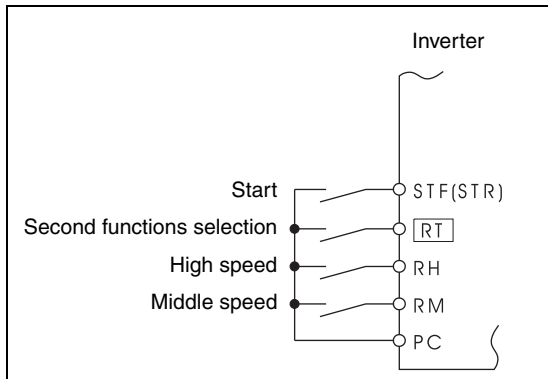 Inverter
Start
STF(STR)
Second functions selection
RT
High speed
RH
Middle speed
RM
PC